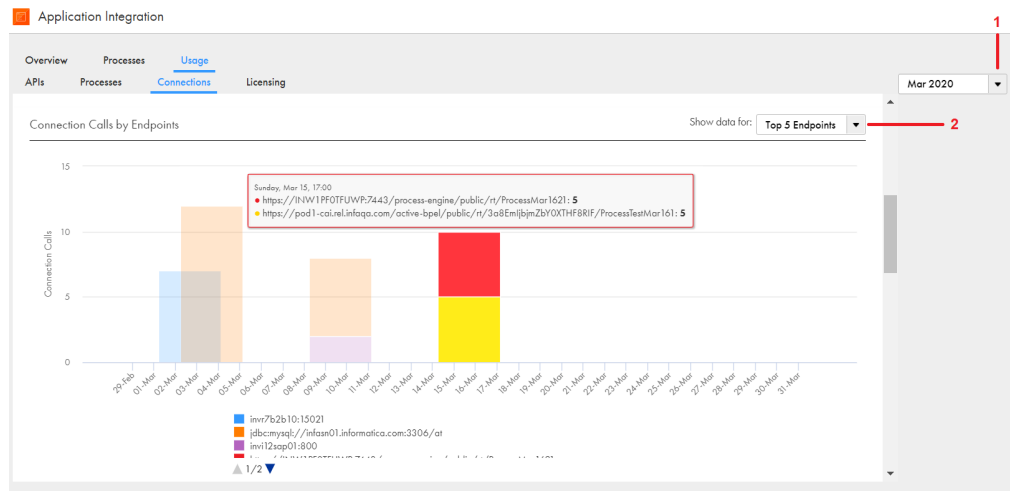 Application Integration
1
Overview Processes Usage
APIs Processes Connections Licensing
Mar 2020
Connection Calls by Endpoints
Show data for: Top 5 Endpoints
2
15
10
5
0
Connection Calls
Sunday, Mar 15, 17:00
https://INW1PF0TFUWP:7443/process-engine/public/rt/ProcessMar1621: 5
https://pod1-cai.rel.infaqa.com/active-bpel/public/rt/3a8EmIjbjmZbY0XTHF8RIF/ProcessTestMar161: 5
29-Feb 01-Mar 02-Mar 03-Mar 04-Mar 05-Mar 06-Mar 07-Mar 08-Mar 09-Mar 10-Mar 11-Mar 12-Mar 13-Mar 14-Mar 15-Mar 16-Mar 17-Mar 18-Mar 19-Mar 20-Mar 21-Mar 22-Mar 23-Mar 24-Mar 25-Mar 26-Mar 27-Mar 28-Mar 29-Mar 30-Mar 31-Mar
invr7b2b10:15021
jdbc:mysql://infasn01.informatica.com:3306/at
invi12sap01:800
1/2